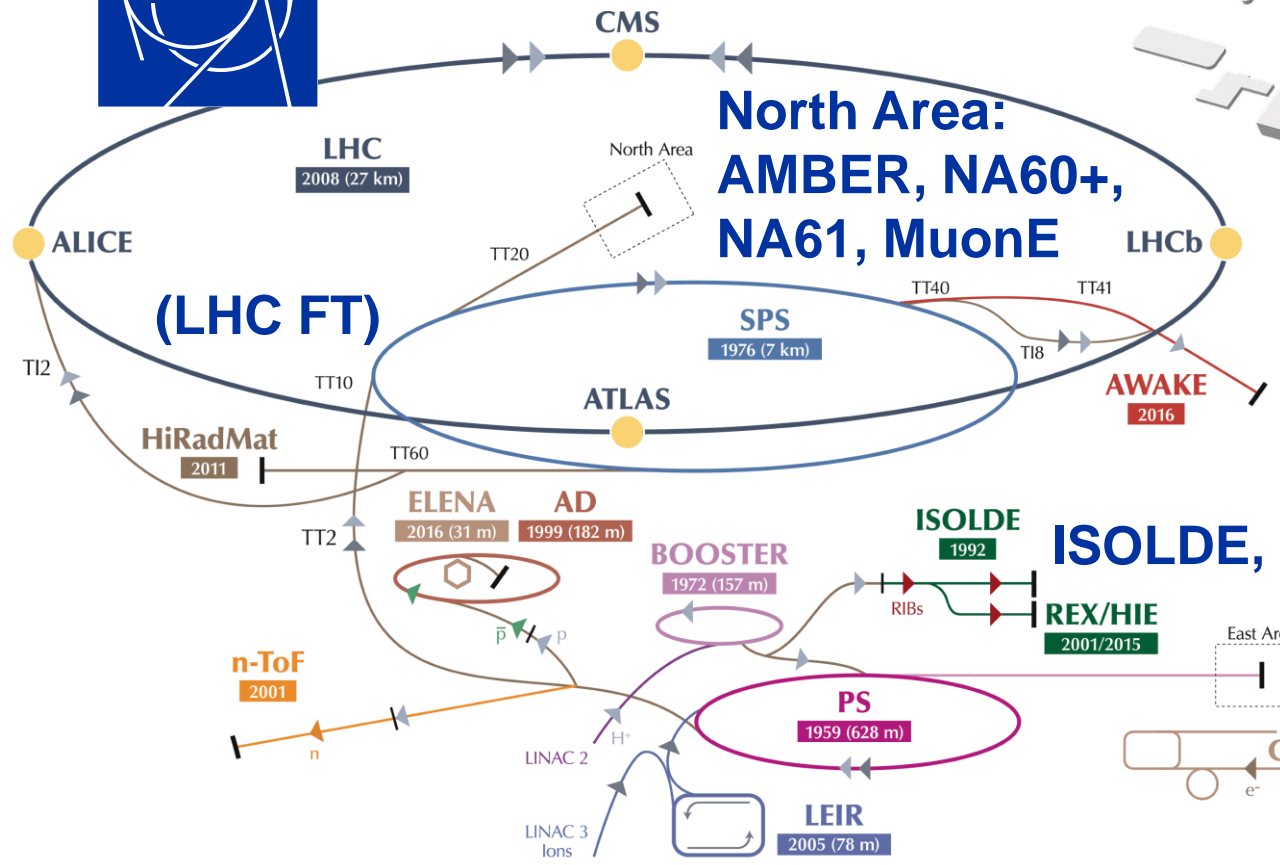 CMS
North Area:
AMBER, NA60+,
NA61, MuonE
LHC
2008 (27 km)
North Area
ALICE
LHCb
TT20
(LHC FT)
TT40
TT41
SPS
1976 (7 km)
TI8
TI2
TT10
ATLAS
AWAKE
2016
HiRadMat
2011
TT60
ELENA
2016 (31 m)
AD
1999 (182 m)
TT2
BOOSTER
1972 (157 m)
ISOLDE
1992
ISOLDE,
RIBs
REX/HIE
2001/2015
p̅
p
East Are
n-ToF
2001
n
PS
1959 (628 m)
H⁺
LINAC 2
e⁻
LEIR
2005 (78 m)
LINAC 3
Ions